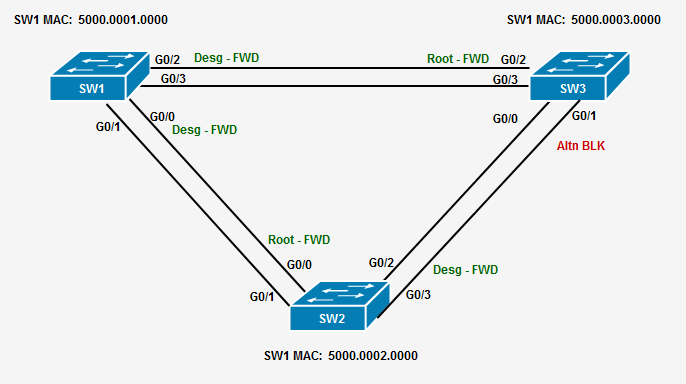 SW1 MAC: 5000.0001.0000
SW1 MAC: 5000.0003.0000
G0/2
Desg - FWD
Root - FWD
G0/2
G0/3
G0/3
SW1
SW3
G0/1
G0/0
Desg - FWD
G0/0
G0/1
Altn BLK
Root - FWD
G0/0
G0/2
Desg - FWD
G0/1
G0/3
SW2
SW1 MAC: 5000.0002.0000